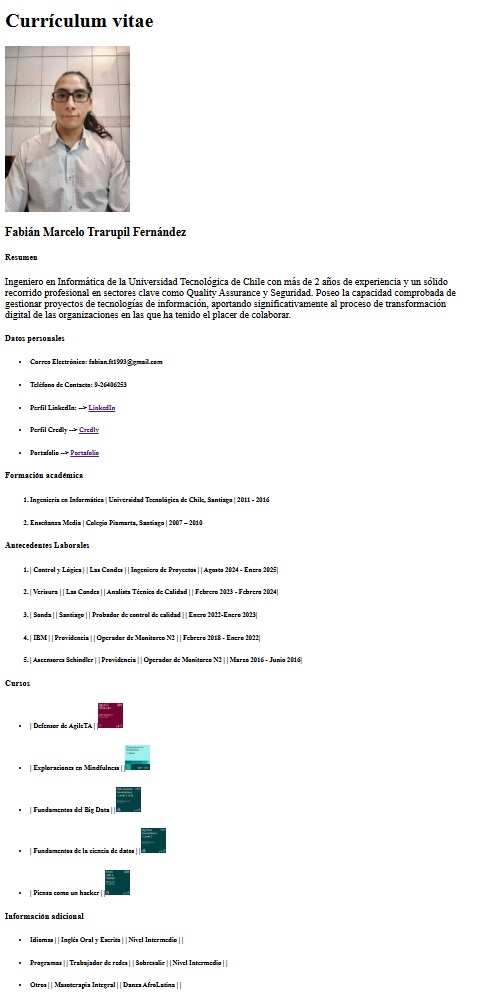 Currículum vitae
Fabián Marcelo Trarupil Fernández
Resumen
Ingeniero en Informática de la Universidad Tecnológica de Chile con más de 2 años de experiencia y un sólido
recorrido profesional en sectores clave como Quality Assurance y Seguridad. Poseo la capacidad comprobada de
gestionar proyectos de tecnologías de información, aportando significativamente al proceso de transformación
digital de las organizaciones en las que ha tenido el placer de colaborar.
Datos personales
• Correo Electrónico: fabian.ft1993@gmail.com
• Teléfono de Contacto: 9-26406253
• Perfil LinkedIn: --> LinkedIn
• Perfil Credly --> Credly
• Portafolio --> Portafolio
Formación académica
1. Ingeniería en Informática | Universidad Tecnológica de Chile, Santiago | 2011 - 2016
2. Enseñanza Media | Colegio Piamarta, Santiago | 2007 – 2010
Antecedentes Laborales
1. | Control y Lógica | | Las Condes | | Ingeniero de Proyectos | | Agosto 2024 - Enero 2025|
2. | Verisura | | Las Condes | | Analista Técnico de Calidad | | Febrero 2023 - Febrero 2024|
3. | Sonda | | Santiago | | Probador de control de calidad | | Enero 2022-Enero 2023|
4. | IBM | | Providencia | | Operador de Monitoreo N2 | | Febrero 2018 - Enero 2022|
5. | Ascensores Schindler | | Providencia | | Operador de Monitoreo N2 | | Marzo 2016 - Junio 2016|
Cursos
• | Defensor de AgileTA | |
• | Exploraciones en Mindfulness | |
• | Fundamentos del Big Data | |
• | Fundamentos de la ciencia de datos | |
• | Piensa como un hacker | |
Información adicional
• Idiomas | | Inglés Oral y Escrito | | Nivel Intermedio | |
• Programas | | Trabajador de redes | | Sobresalir | | Nivel Intermedio | |
• Otros | | Masoterapia Integral | | Danza AfroLatina | |